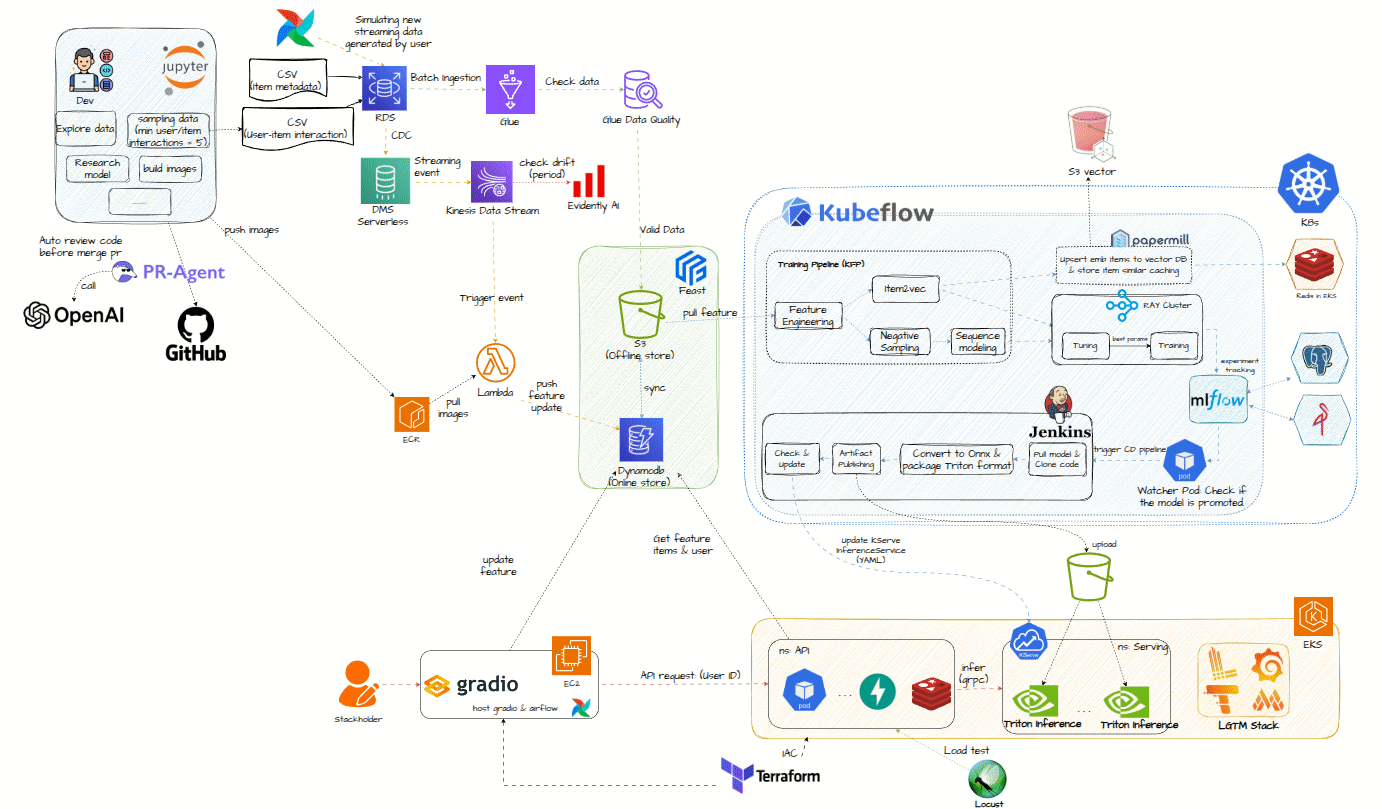 Simulating new
streaming data
generated by user
jupyter
Dev
Explore data
sampling data
(min user/item
interactions = 5)
Research
model
build images
......
CSV
(item metadata)
CSV
(User-item interaction)
RDS
Batch Ingestion
Glue
Check data
Glue Data Quality
CDC
DMS
Serverless
Streaming
event
Kinesis Data Stream
check drift
(period)
Evidently AI
push images
Auto review code
before merge pr
PR-Agent
call
OpenAI
GitHub
Trigger event
Valid Data
Feast
S3
(Offline store)
sync
Dynamodb
(Online store)
Lambda
push
feature
update
pull
images
ECR
pull feature
S3 vector
K8s
Kubeflow
papermill
Upsert emb items to vector DB
& store item similar caching
Redis in EKS
Training Pipeline (KFP)
Item2vec
Feature
Engineering
Negative
Sampling
Sequence
modeling
RAY Cluster
Tuning
best params
Training
experiment
tracking
mlflow
Jenkins
Check &
Update
Artifact
Publishing
Convert to Onnx &
package Triton format
Pull model &
Clone code
trigger CD pipeline
pod
Watcher Pod: Check if
the model is promoted.
Update KServe
InferenceService
(YAML)
upload
Get feature
items & user
update
feature
Stackholder
gradio
EC2
host gradio & airflow
API request: (User ID)
ns: API
pod
...
infer
(grpc)
KServe
ns: Serving
Triton Inference
...
Triton Inference
LGTM Stack
EKS
IAC
Terraform
Load test
Locust